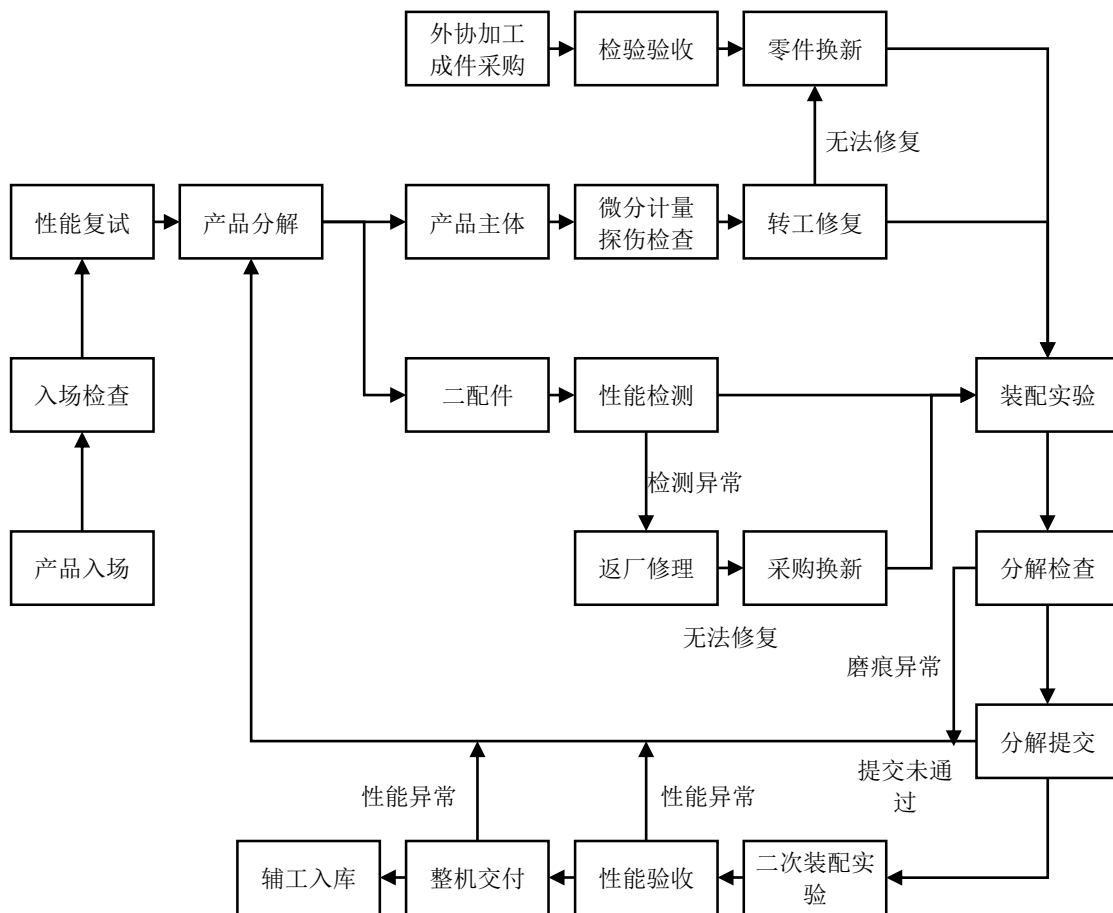 外协加工
成件采购
检验验收
零件换新
无法修复
性能复试
产品分解
产品主体
微分计量
探伤检查
转工修复
入场检查
二配件
性能检测
装配实验
检测异常
产品入场
返厂修理
采购换新
分解检查
无法修复
磨痕异常
分解提交
提交未通
过
性能异常
性能异常
辅工入库
整机交付
性能验收
二次装配实
验